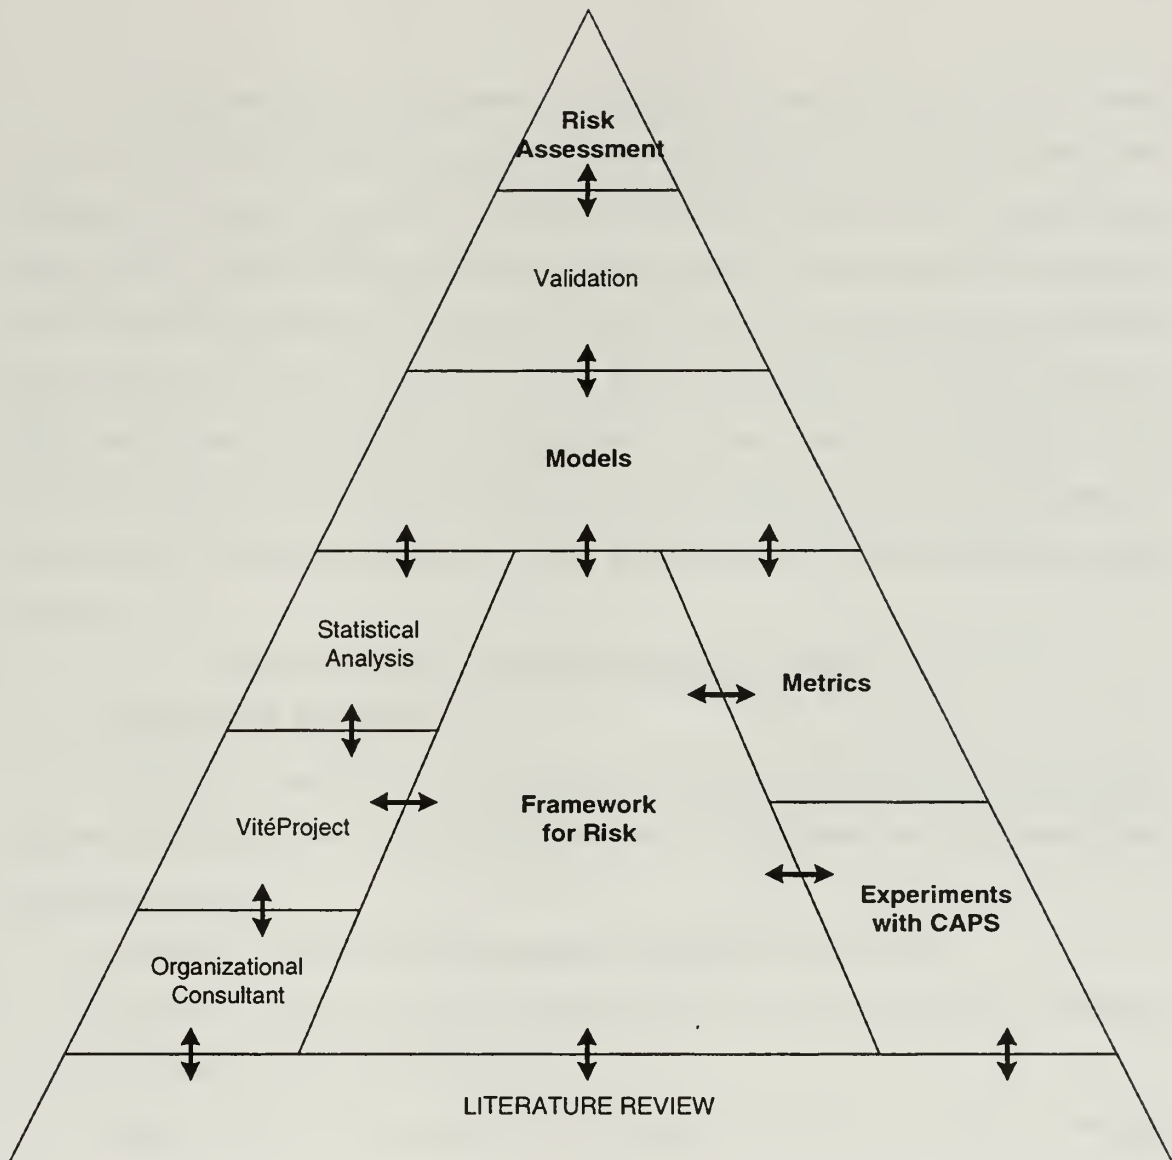 Risk
Assessment
Validation
Models
Statistical
Analysis
Metrics
VitéProject
Framework
for Risk
Experiments
with CAPS
Organizational
Consultant
LITERATURE REVIEW